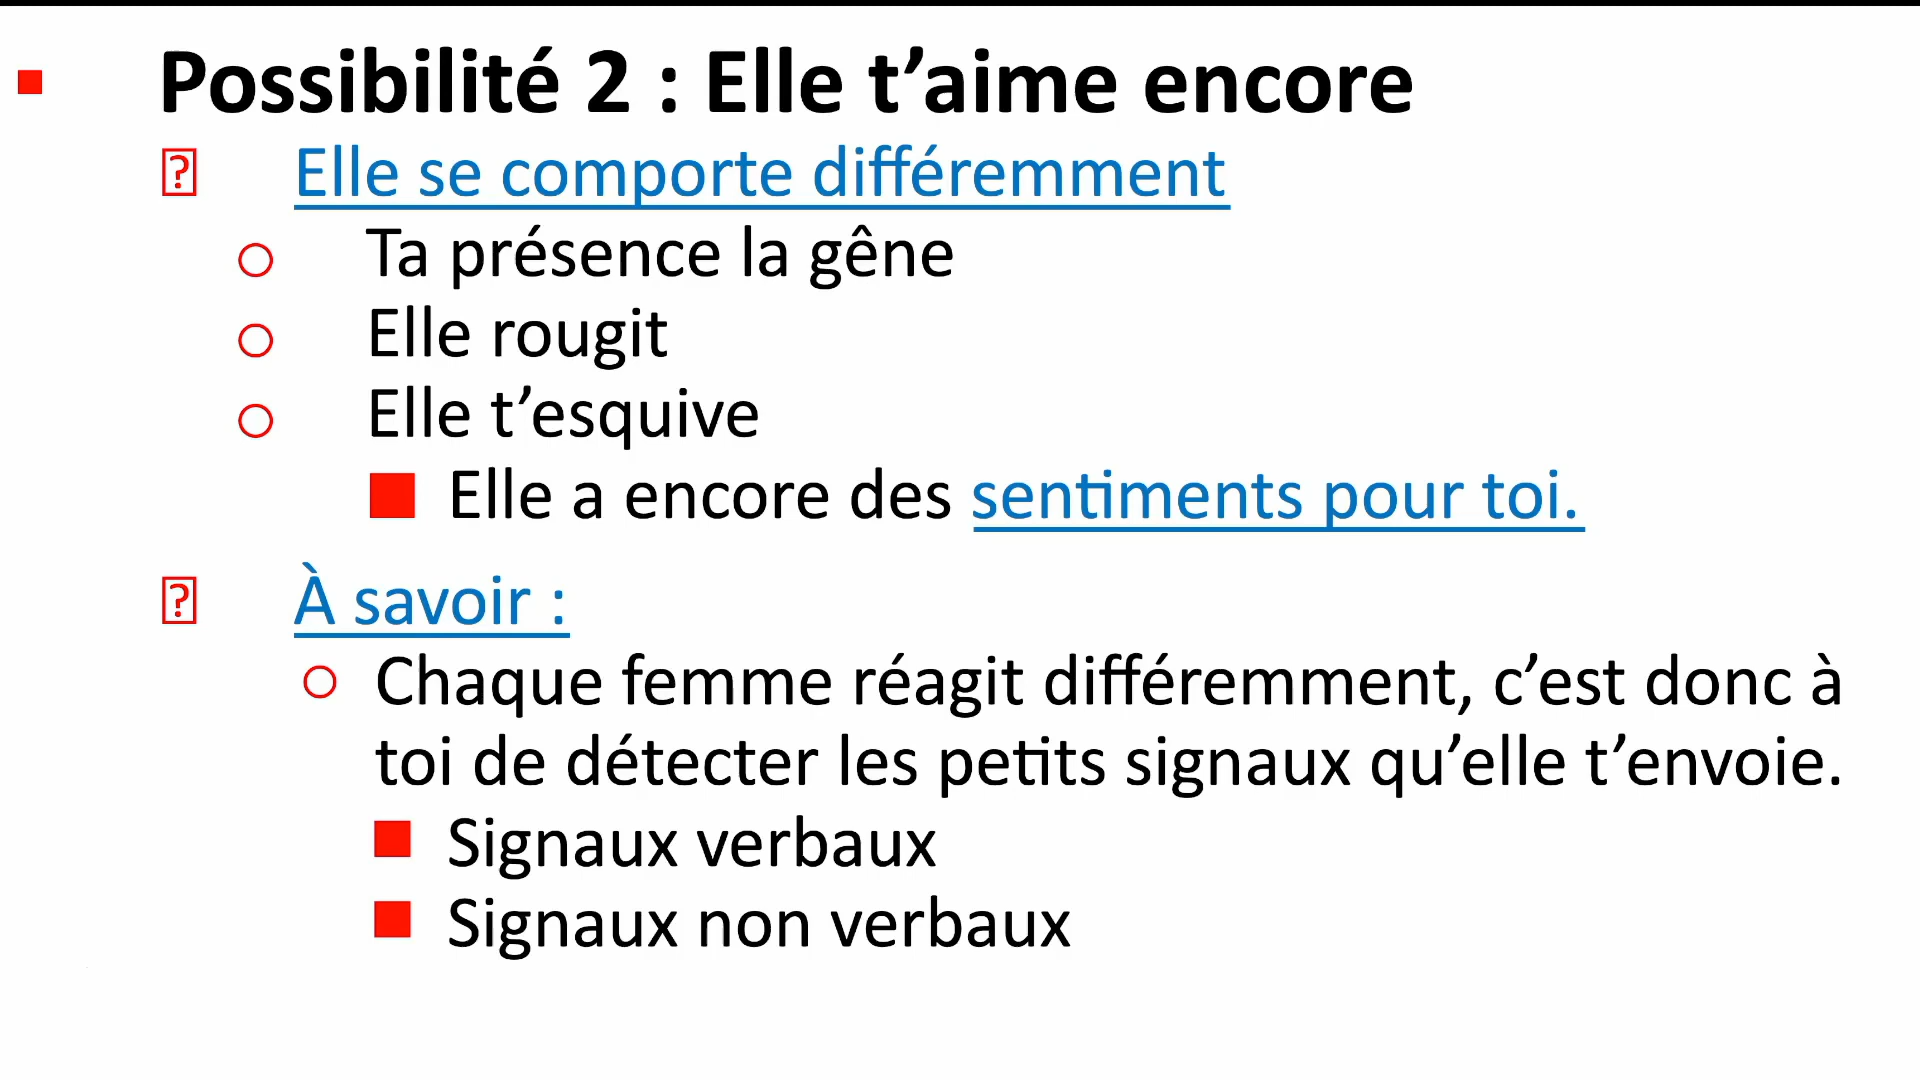 Possibilité 2 : Elle t’aime encore
Elle se comporte différemment
Ta présence la gêne
Elle rougit
Elle t’esquive
Elle a encore des sentiments pour toi.
À savoir :
Chaque femme réagit différemment, c’est donc à
toi de détecter les petits signaux qu’elle t’envoie.
Signaux verbaux
Signaux non verbaux